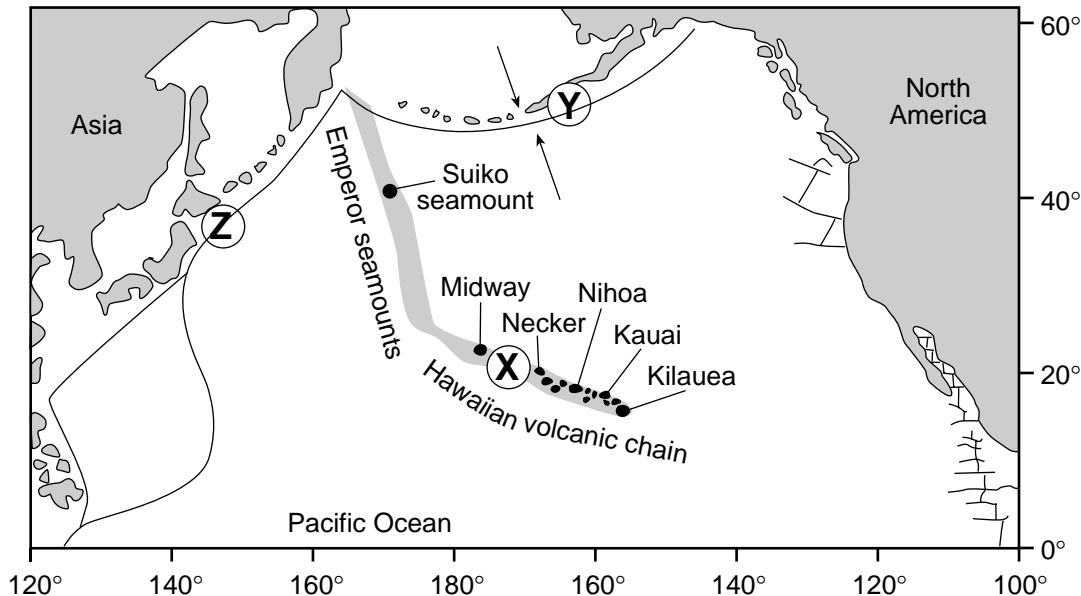 60°
North
America
Asia
Y
Emperor seamounts
Suiko
seamount
40°
Z
Midway
Nihoa
Necker
Kauai
X
Kilauea
20°
Hawaiian volcanic chain
Pacific Ocean
0°
120° 140° 160° 180° 160° 140° 120° 100°